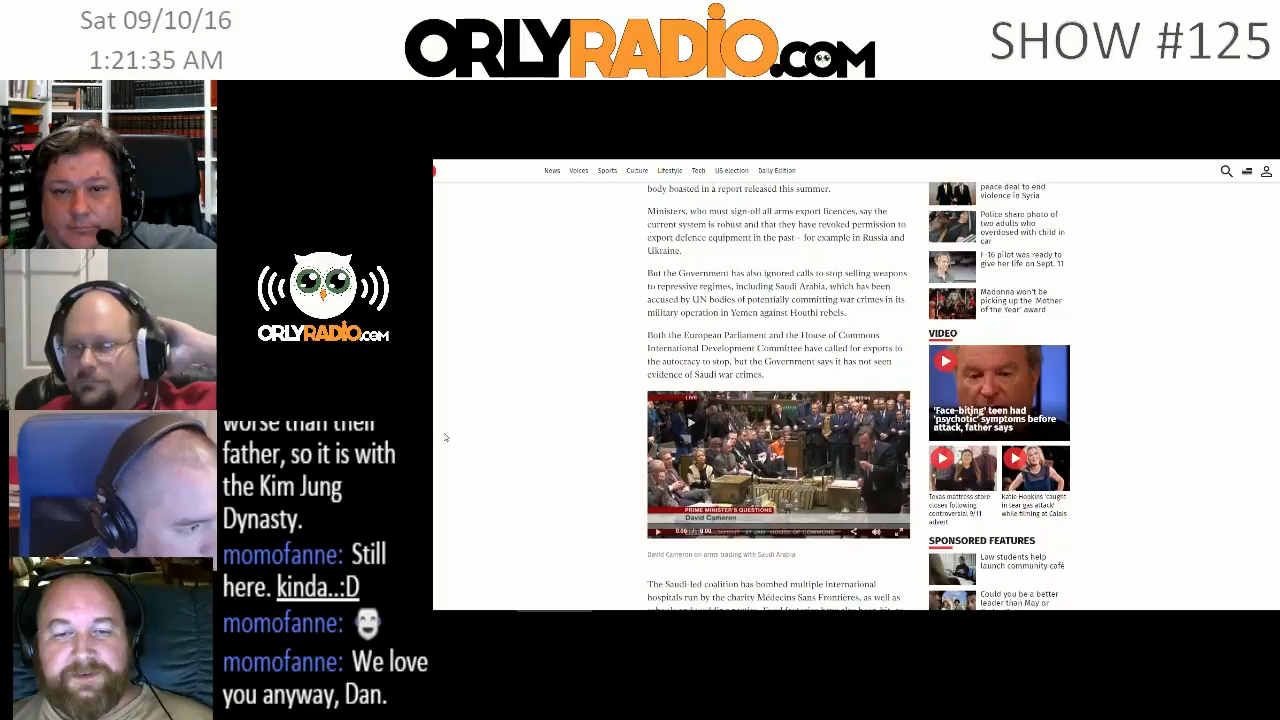 Sat 09/10/16
1:21:35 AM
ORLYRADIO.COM
SHOW #125
ORLYRADIO.COM
worse than their
father, so it is with
the Kim Jung
Dynasty.
momofanne: Still
here. kinda..:D
momofanne:
momofanne: We love
you anyway, Dan.
News Voices Sports Culture Lifestyle Tech US election Daily Edition
body boasted in a report released this summer.
Ministers, who must sign-off all arms export licences, say the
current system is robust and that they have revoked permission to
export defence equipment in the past – for example in Russia and
Ukraine.
But the Government has also ignored calls to stop selling weapons
to repressive regimes, including Saudi Arabia, which has been
accused by UN bodies of potentially committing war crimes in its
military operation in Yemen against Houthi rebels.
Both the European Parliament and the House of Commons
International Development Committee have called for exports to
the autocracy to stop, but the Government says it has not seen
evidence of Saudi war crimes.
LIVE
PRIME MINISTER'S QUESTIONS
David Cameron
0:00
HOUSE OF COMMONS
David Cameron on arms trading with Saudi Arabia
The Saudi-led coalition has bombed multiple international
hospitals run by the charity Médecins Sans Frontières, as well as
peace deal to end
violence in Syria
Police share photo of
two adults who
overdosed with child in
car
F-16 pilot was ready to
give her life on Sept. 11
Madonna won't be
picking up the 'Mother
of the Year' award
VIDEO
'Face-biting' teen had
'psychotic' symptoms before
attack, father says
Texas mattress store
closes following
controversial 9/11
advert
Katie Hopkins 'caught
in tear gas attack'
while filming at Calais
SPONSORED FEATURES
Law students help
launch community café
Could you be a better
leader than May or